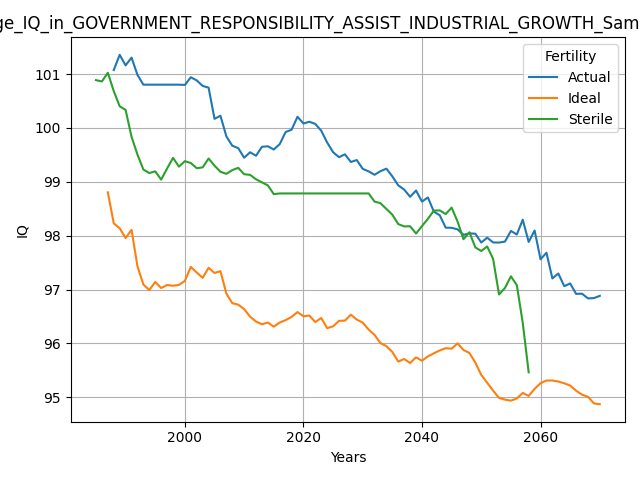 ge_IQ_in_GOVERNMENT_RESPONSIBILITY_ASSIST_INDUSTRIAL_GROWTH_Sam
Fertility
Actual
Ideal
Sterile
101
100
99
98
97
96
95
IQ
2000
2020
2040
2060
Years